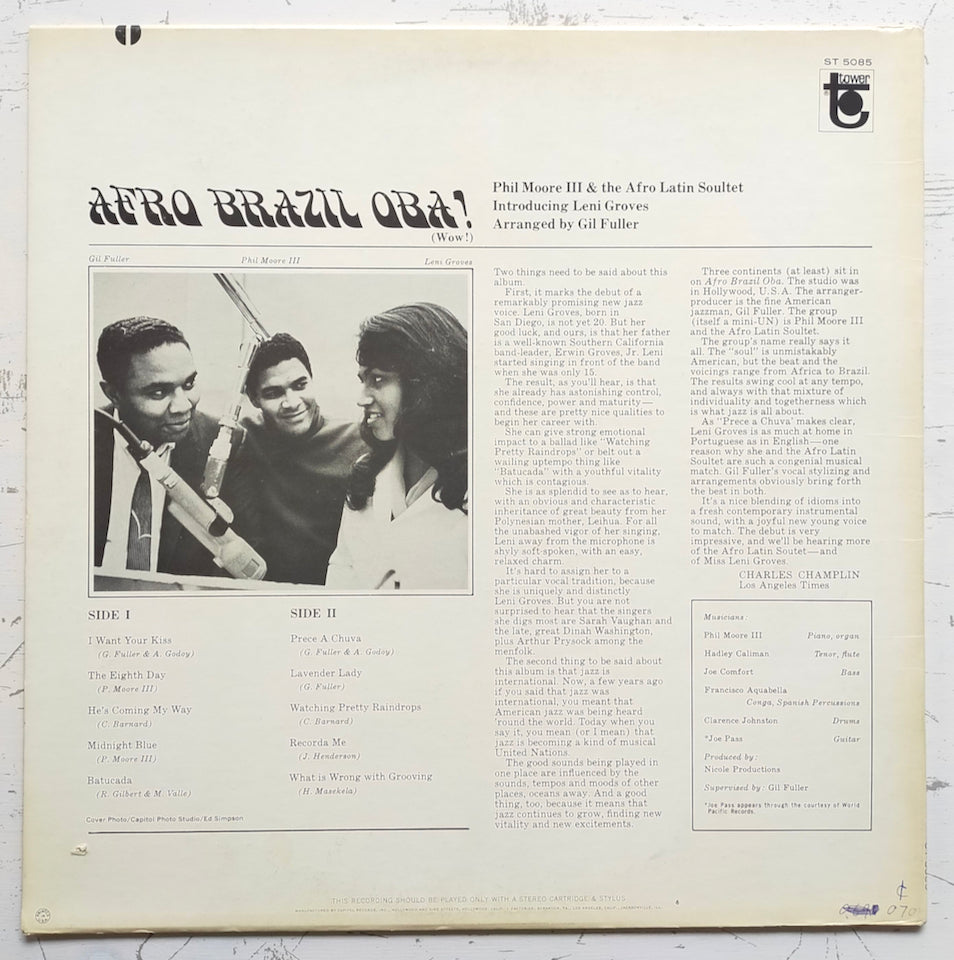 ST 5085
tower
AFRO BRAZIL OBA!
(Wow!)
Phil Moore III & the Afro Latin Soultet
Introducing Leni Groves
Arranged by Gil Fuller
Gil Fuller Phil Moore III Leni Groves
SIDE I
I Want Your Kiss
(G. Fuller & A. Godoy)
The Eighth Day
(P. Moore III)
He's Coming My Way
(C. Barnard)
Midnight Blue
(P. Moore III)
Batucada
(R. Gilbert & M. Valle)
SIDE II
Prece A Chuva
(G. Fuller & A. Godoy)
Lavender Lady
(G. Fuller)
Watching Pretty Raindrops
(C. Barnard)
Recorda Me
(J. Henderson)
What is Wrong with Grooving
(H. Masekela)
Cover Photo/Capitol Photo Studio/Ed Simpson
Two things need to be said about this
album.
First, it marks the debut of a
remarkably promising new jazz
voice. Leni Groves, born in
San Diego, is not yet 20. But her
good luck, and ours, is that her father
is a well-known Southern California
band-leader, Erwin Groves, Jr. Leni
started singing in front of the band
when she was only 15.
The result, as you'll hear, is that
she already has astonishing control,
confidence, power and maturity—
and these are pretty nice qualities to
begin her career with.
She can give strong emotional
impact to a ballad like "Watching
Pretty Raindrops" or belt out a
wailing uptempo thing like
"Batucada" with a youthful vitality
which is contagious.
She is as splendid to see as to hear,
with an obvious and characteristic
inheritance of great beauty from her
Polynesian mother, Leihua. For all
the unabashed vigor of her singing,
Leni away from the microphone is
shyly soft-spoken, with an easy,
relaxed charm.
It's hard to assign her to a
particular vocal tradition, because
she is uniquely and distinctly
Leni Groves. But you are not
surprised to hear that the singers
she digs most are Sarah Vaughan and
the late, great Dinah Washington,
plus Arthur Prysock among the
menfolk.
The second thing to be said about
this album is that jazz is
international. Now, a few years ago
if you said that jazz was
international, you meant that
American jazz was being heard
'round the world. Today when you
say it, you mean (or I mean) that
jazz is becoming a kind of musical
United Nations.
The good sounds being played in
one place are influenced by the
sounds, tempos and moods of other
places, oceans away. And a good
thing, too, because it means that
jazz continues to grow, finding new
vitality and new excitements.
Three continents (at least) sit in
on Afro Brazil Oba. The studio was
in Hollywood, U.S.A. The arranger-
producer is the fine American
jazzman, Gil Fuller. The group
(itself a mini-UN) is Phil Moore III
and the Afro Latin Soultet.
The group's name really says it
all. The "soul" is unmistakably
American, but the beat and the
voicings range from Africa to Brazil.
The results swing cool at any tempo,
and always with that mixture of
individuality and togetherness which
is what jazz is all about.
As "Prece a Chuva' makes clear,
Leni Groves is as much at home in
Portuguese as in English—one
reason why she and the Afro Latin
Soultet are such a congenial musical
match. Gil Fuller's vocal stylizing and
arrangements obviously bring forth
the best in both.
It's a nice blending of idioms into
a fresh contemporary instrumental
sound, with a joyful new young voice
to match. The debut is very
impressive, and we'll be hearing more
of the Afro Latin Soutet—and
of Miss Leni Groves.
CHARLES CHAMPLIN
Los Angeles Times
Musicians:
Phil Moore III Piano, organ
Hadley Caliman Tenor, flute
Joe Comfort Bass
Francisco Aquabella
Conga, Spanish Percussions
Clarence Johnston Drums
*Joe Pass Guitar
Produced by:
Nicole Productions
Supervised by: Gil Fuller
*Joe Pass appears through the courtesy of World
Pacific Records.
THIS RECORDING SHOULD BE PLAYED ONLY WITH A STEREO CARTRIDGE & STYLUS
070